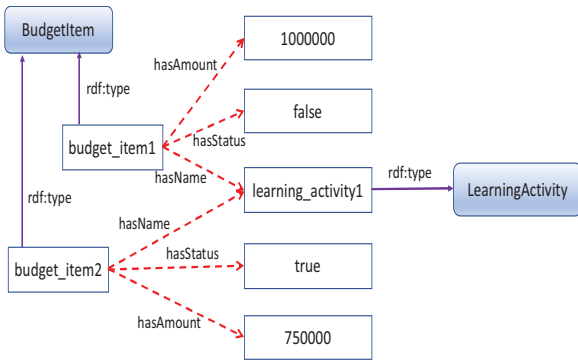 BudgetItem
1000000
hasAmount
rdf:type
false
budget_item1
hasStatus
hasName
rdf:type
learning_activity1
LearningActivity
rdf:type
hasName
budget_item2
hasStatus
true
hasAmount
750000